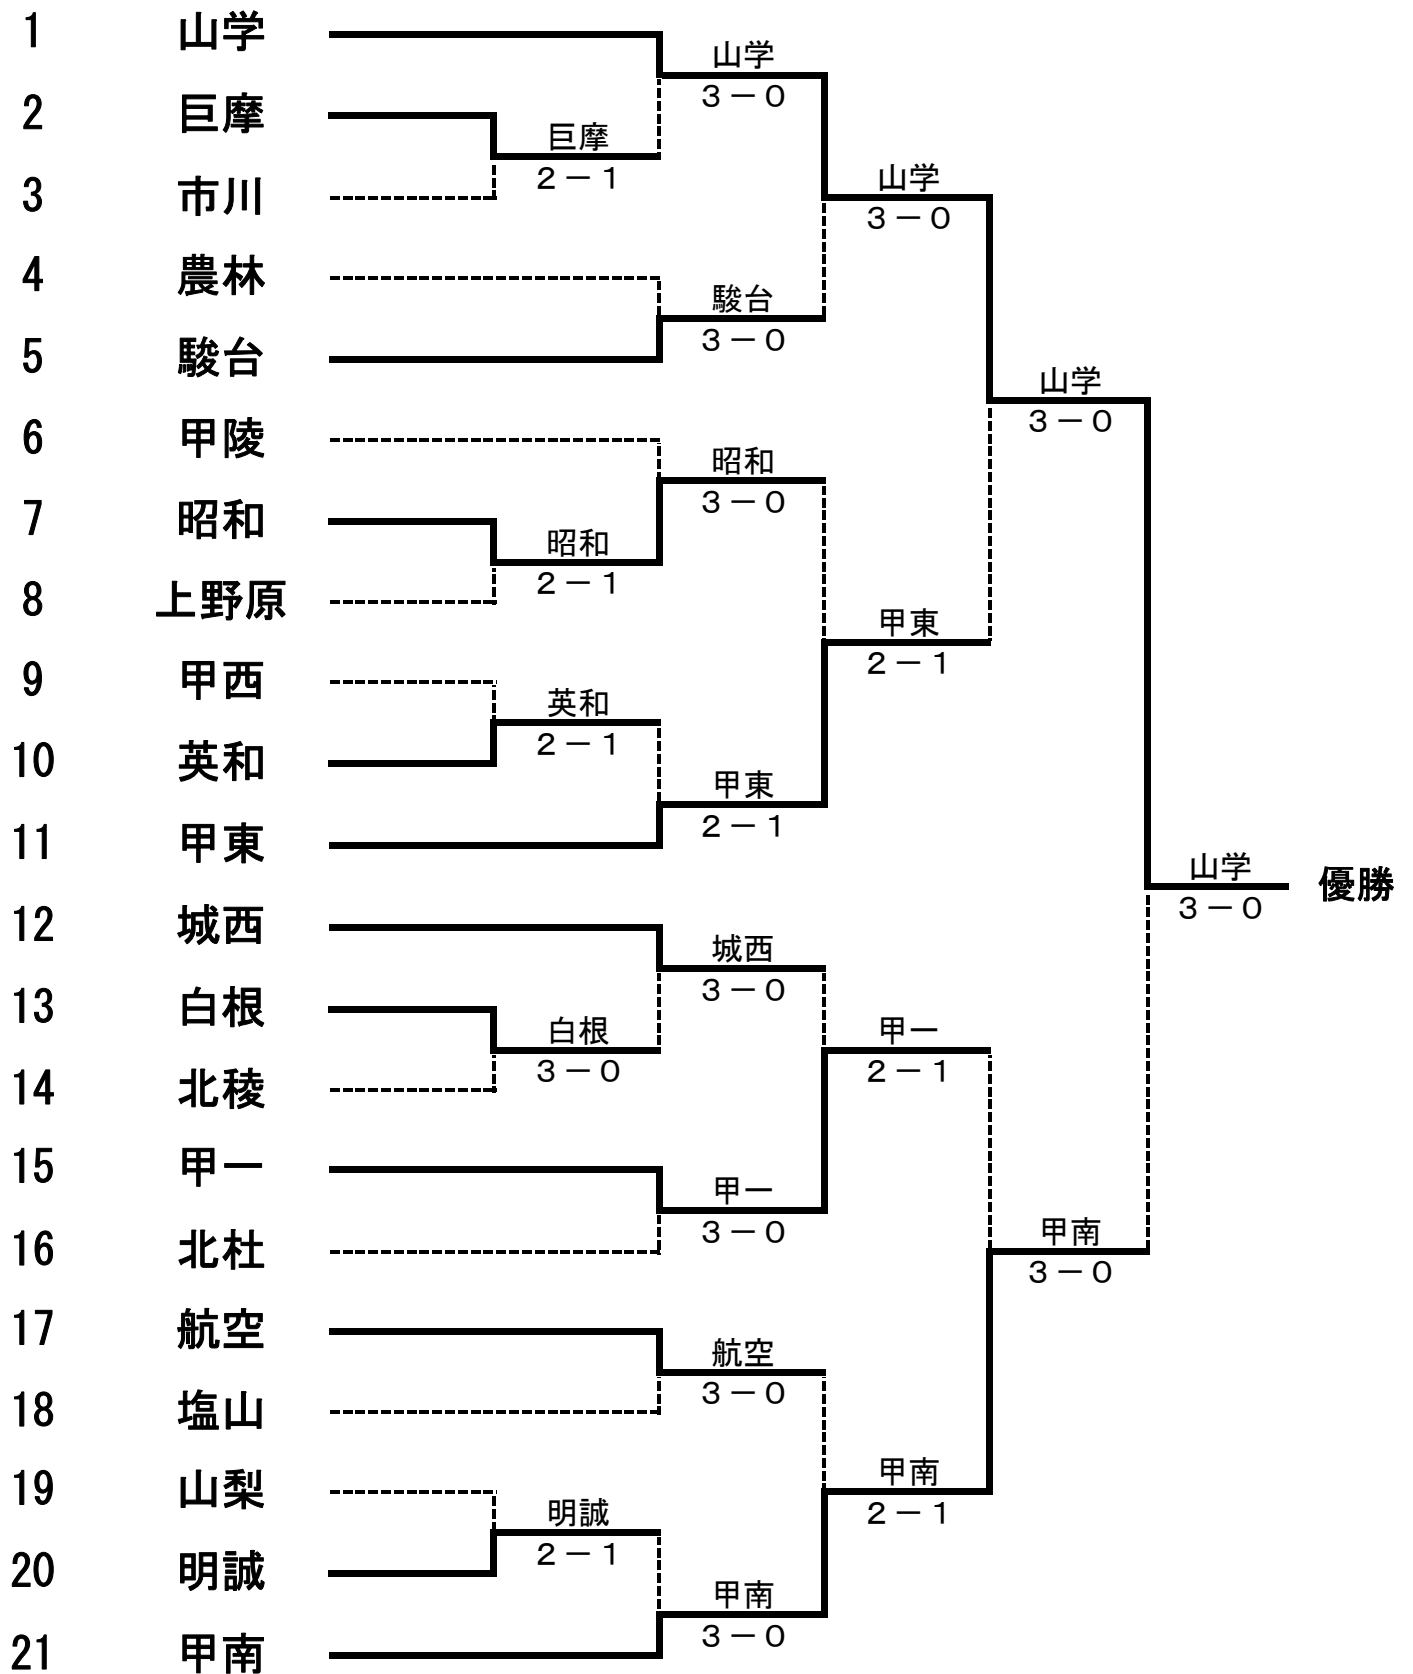 1 山学
山学
3－0
2 巨摩
巨摩
2－1
3 市川
山学
3－0
4 農林
駿台
3－0
5 駿台
山学
3－0
6 甲陵
昭和
3－0
7 昭和
昭和
2－1
8 上野原
甲東
2－1
9 甲西
英和
2－1
10 英和
甲東
2－1
11 甲東
山学
3－0
優勝
12 城西
城西
3－0
13 白根
白根
3－0
甲一
2－1
14 北稜
15 甲一
甲一
3－0
16 北杜
甲南
3－0
17 航空
航空
3－0
18 塩山
甲南
2－1
19 山梨
明誠
2－1
20 明誠
甲南
3－0
21 甲南